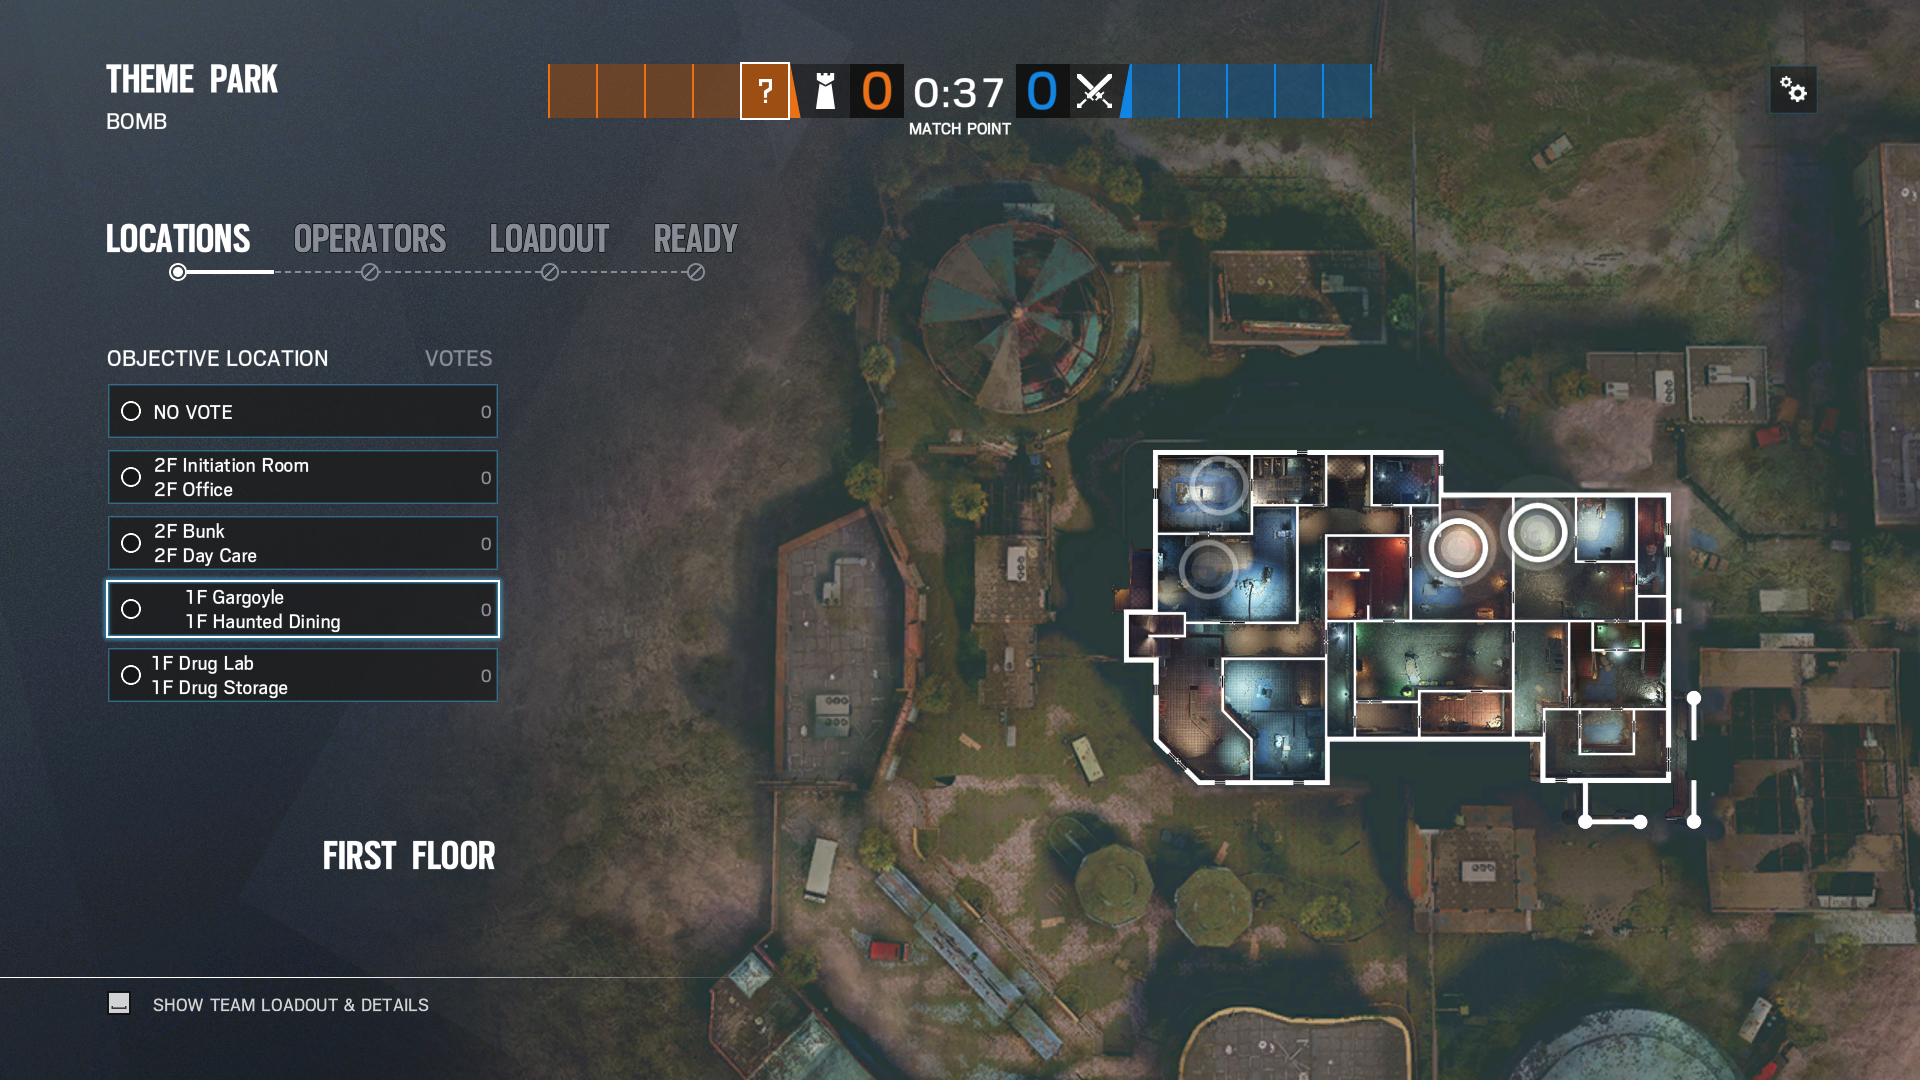 THEME PARK
BOMB
?
0
0:37
0
MATCH POINT
LOCATIONS
OPERATORS
LOADOUT
READY
OBJECTIVE LOCATION
VOTES
NO VOTE
0
2F Initiation Room
2F Office
0
2F Bunk
2F Day Care
0
1F Gargoyle
1F Haunted Dining
0
1F Drug Lab
1F Drug Storage
0
FIRST FLOOR
SHOW TEAM LOADOUT & DETAILS